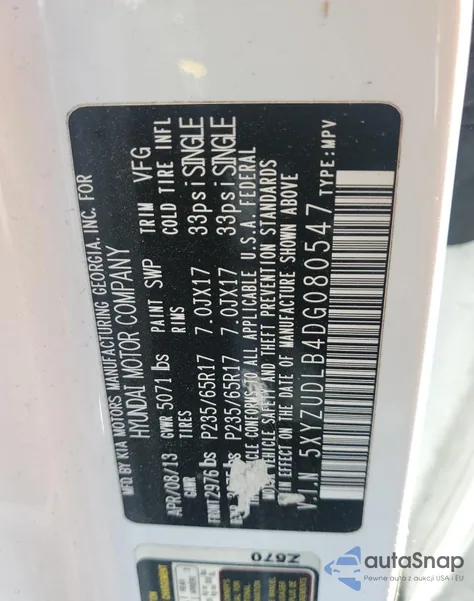 MFD.BY KIA MOTORS MANUFACTURING GEORGIA. INC. FOR
HYUNDAI MOTOR COMPANY
APR/08/13 PAINT SWP TRIM VFG
GVWR 5071 lbs
GAWR TIRES RIMS COLD TIRE INFL
FRONT 2976 lbs P235/65R17 7.0JX17 33psi SINGLE
P235/65R17 7.0JX17 33psi SINGLE
VEHICLE CONFORMS TO ALL APPLICABLE U.S.A. FEDERAL
VEHICLE SAFETY AND THEFT PREVENTION STANDARDS
IN EFFECT ON THE DATE OF MANUFACTURE SHOWN ABOVE
V.I.N 5XYZUDLB4DG080547 TYPE:MPV
Z670
autoSnap
Pewne auta z aukcji USA i EU